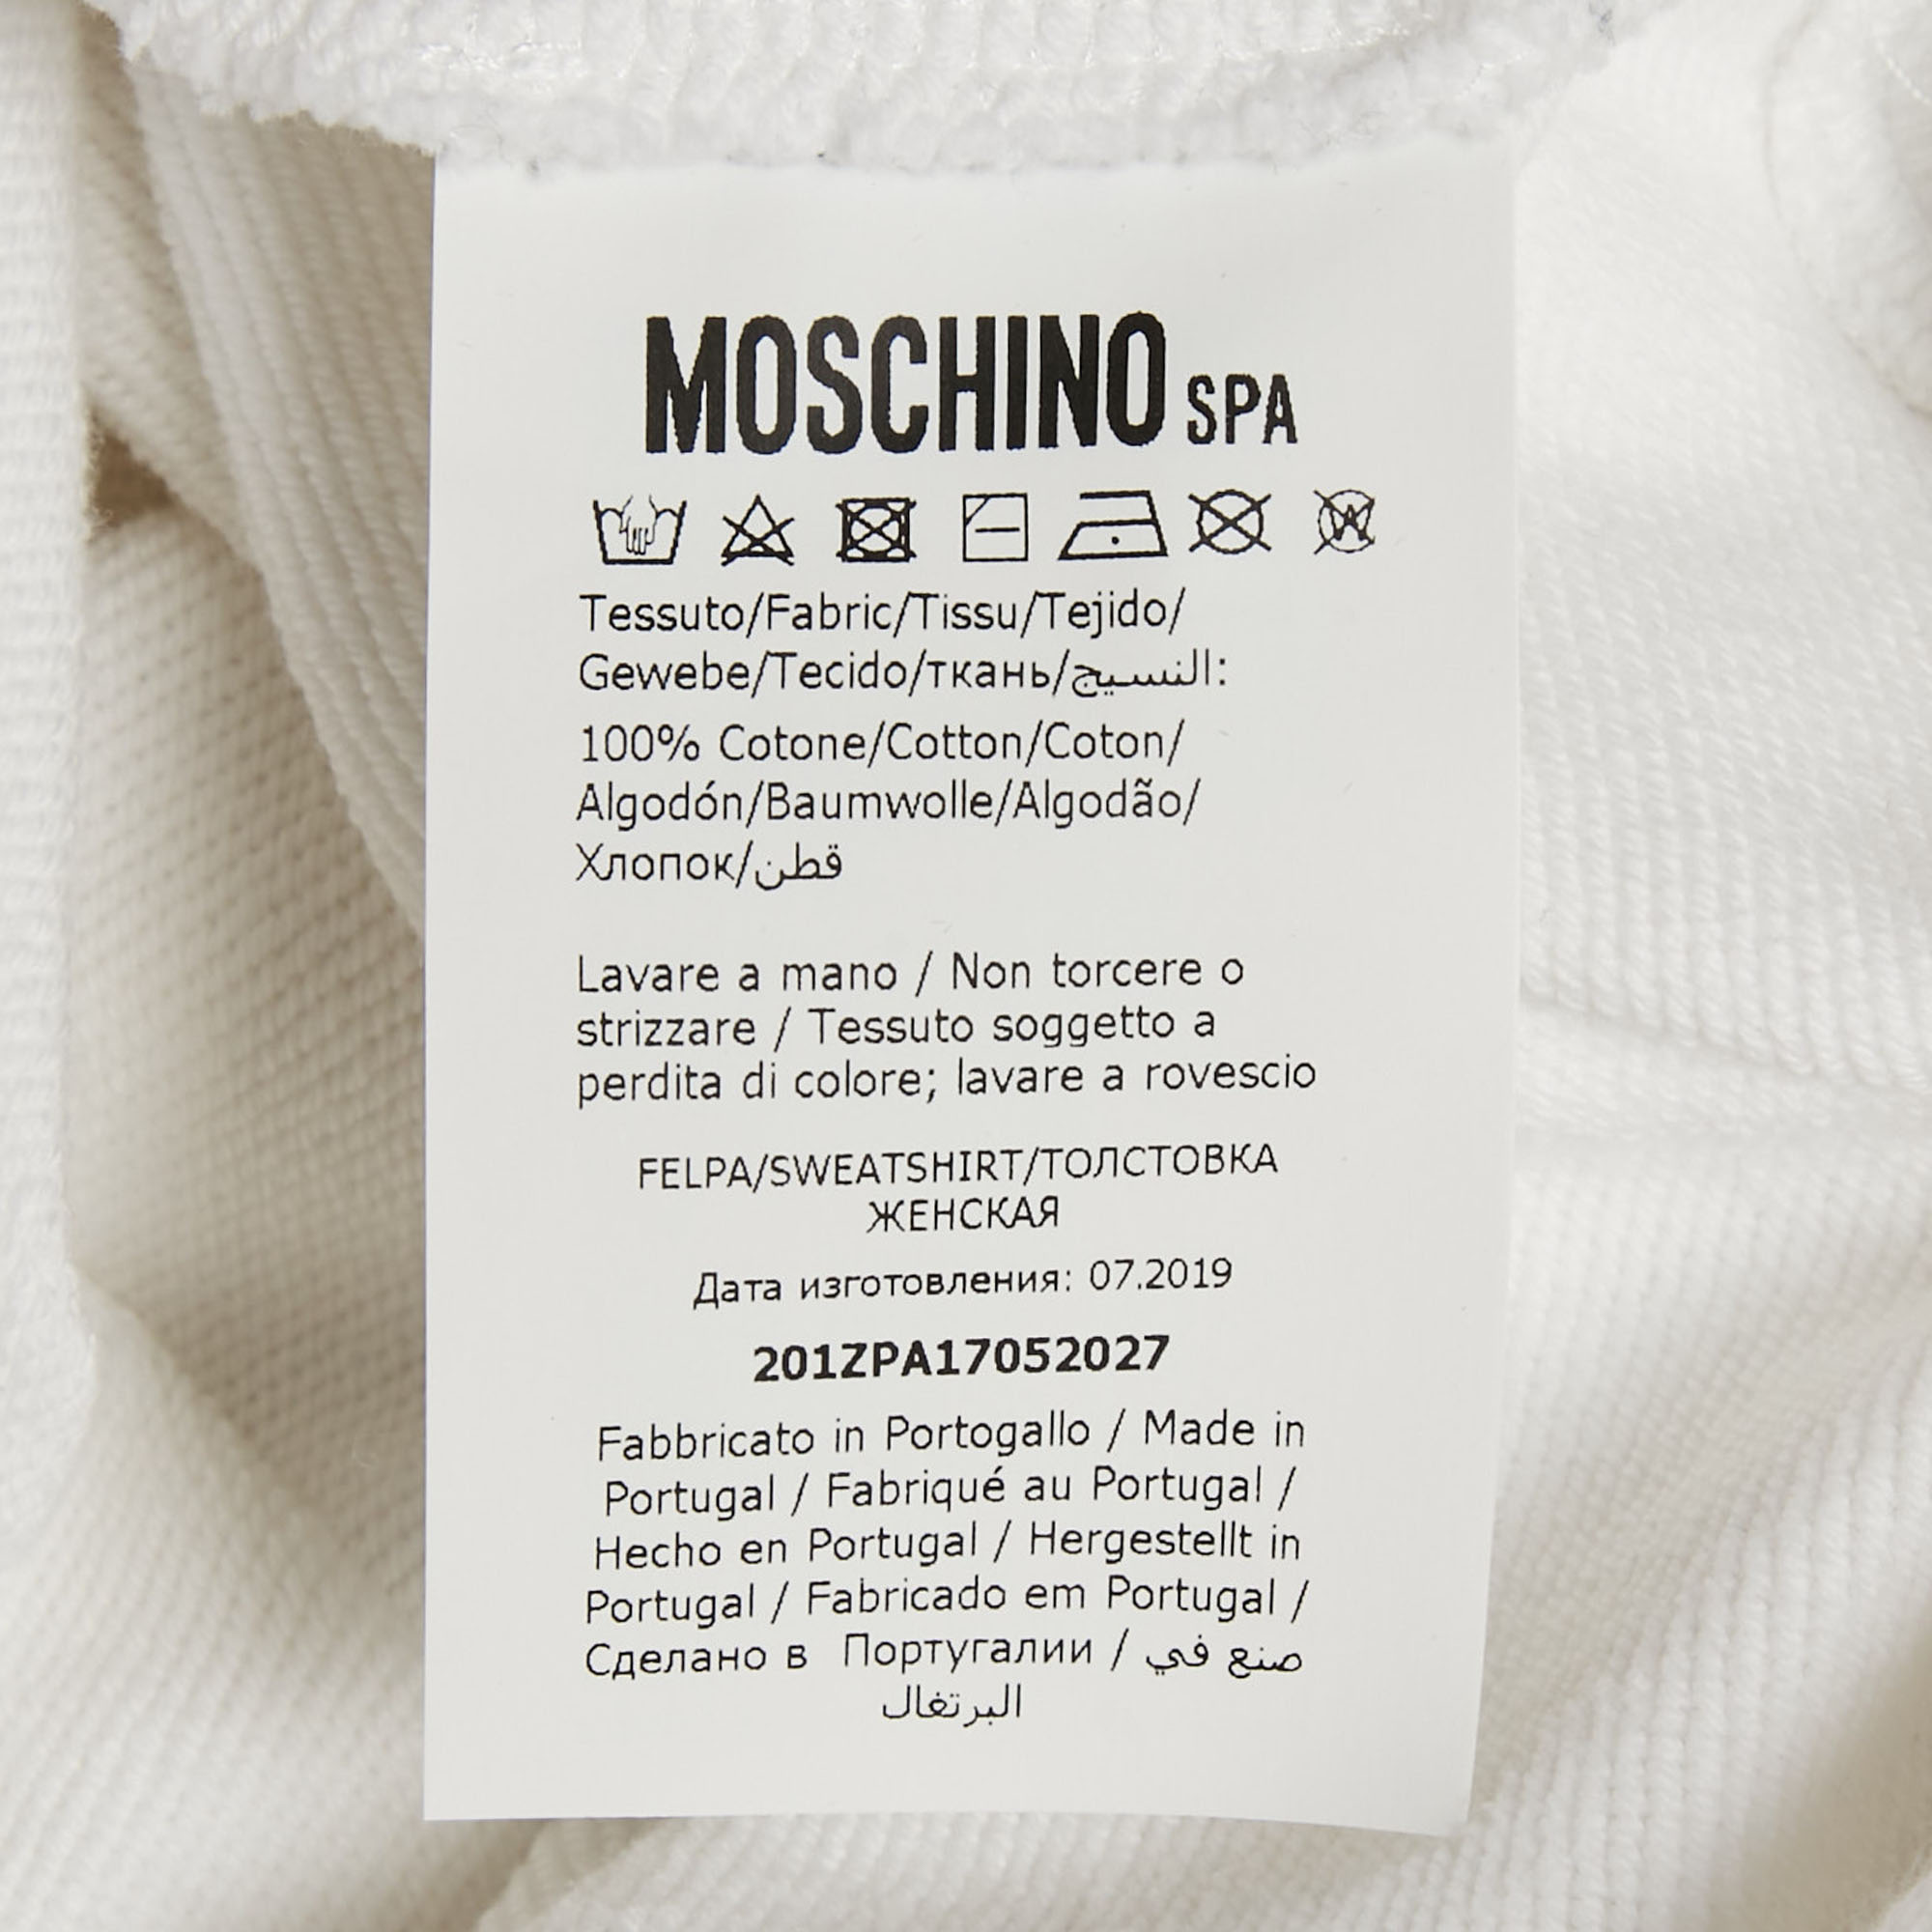 MOSCHINO SPA
Tessuto/Fabric/Tissu/Tejido/
Gewebe/Tecido/ткань/النسيج:
100% Cotone/Cotton/Coton/
Algodón/Baumwolle/Algodão/
Хлопок/قطن
Lavare a mano / Non torcere o
strizzare / Tessuto soggetto a
perdita di colore; lavare a rovescio
FELPA/SWEATSHIRT/ТОЛСТОВКА
ЖЕНСКАЯ
Дата изготовления: 07.2019
201ZPA17052027
Fabbricato in Portogallo / Made in
Portugal / Fabriqué au Portugal /
Hecho en Portugal / Hergestellt in
Portugal / Fabricado em Portugal /
Сделано в Португалии / صنع في
البرتغال